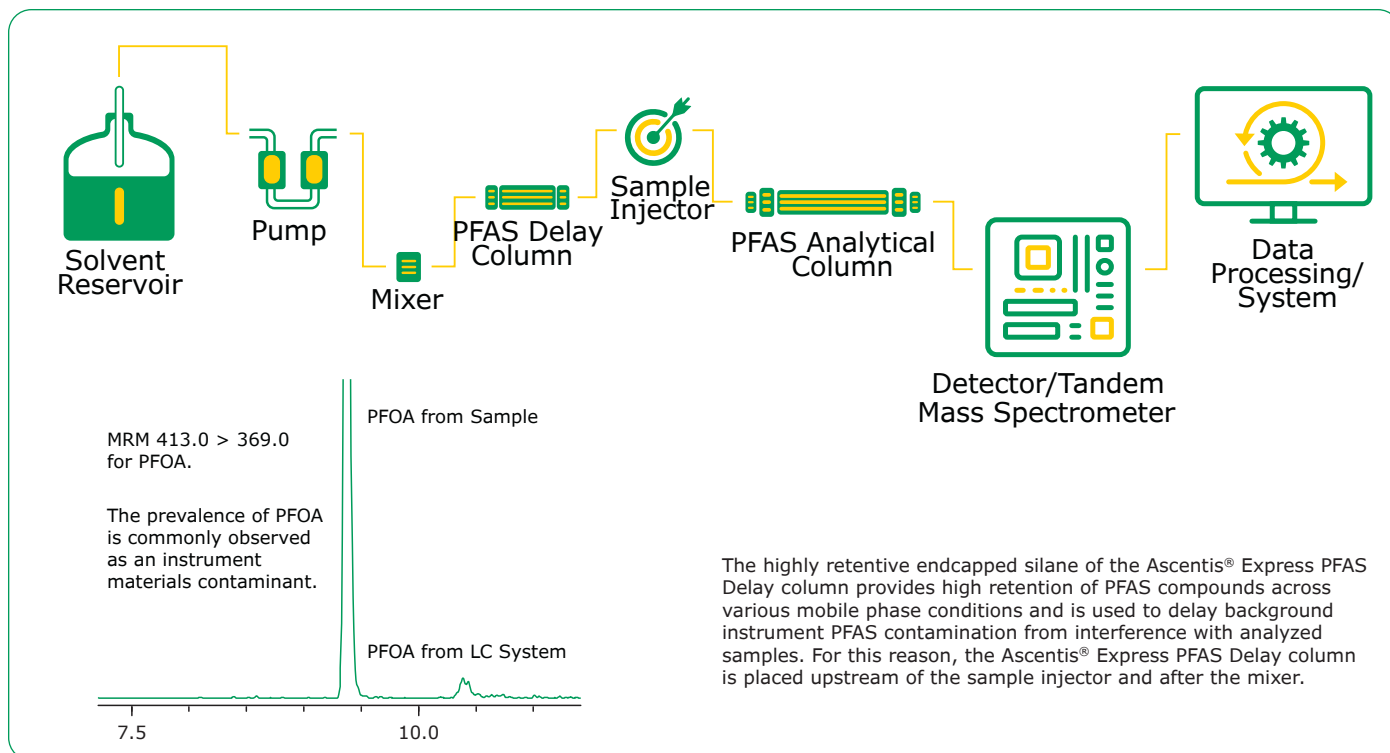 Solvent
Reservoir
Pump
Mixer
PFAS Delay
Column
Sample
Injector
PFAS Analytical
Column
Detector/Tandem
Mass Spectrometer
Data
Processing/
System
MRM 413.0 > 369.0
for PFOA.
The prevalence of PFOA
is commonly observed
as an instrument
materials contaminant.
PFOA from Sample
PFOA from LC System
7.5
10.0
The highly retentive endcapped silane of the Ascentis® Express PFAS
Delay column provides high retention of PFAS compounds across
various mobile phase conditions and is used to delay background
instrument PFAS contamination from interference with analyzed
samples. For this reason, the Ascentis® Express PFAS Delay column
is placed upstream of the sample injector and after the mixer.